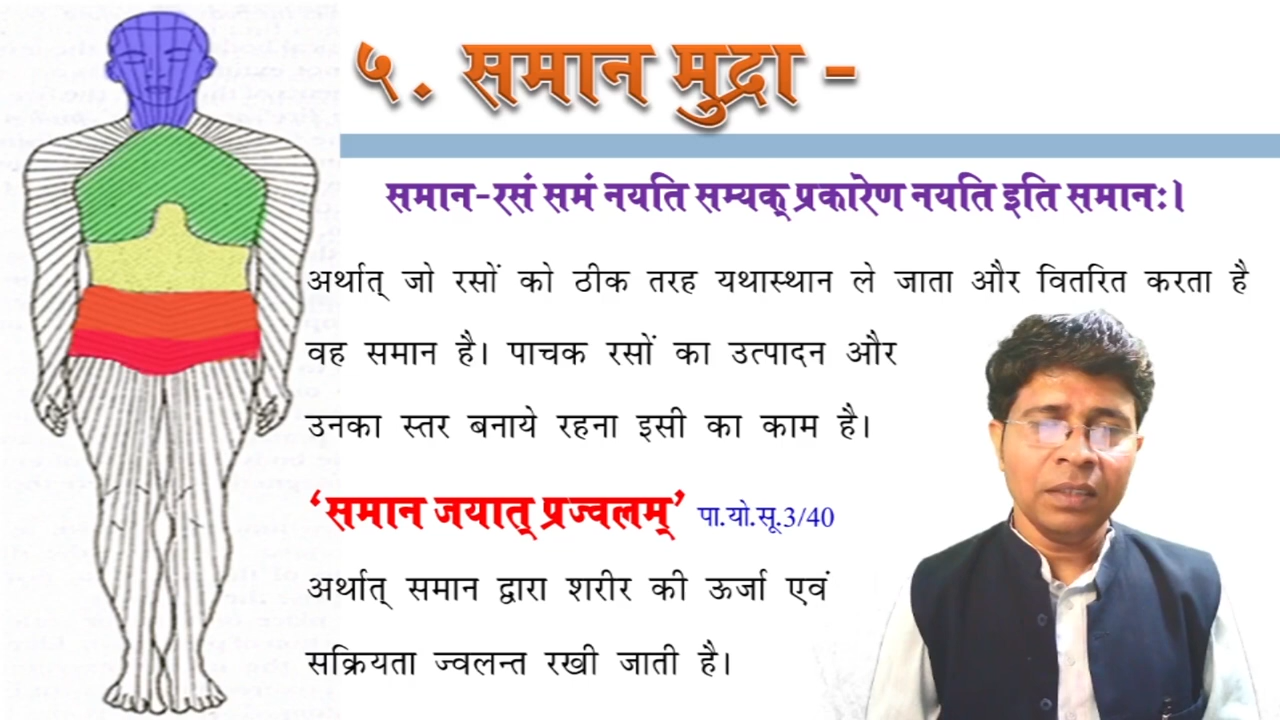 ५. समान मुद्रा -
समान-रसं समं नयति सम्यक् प्रकारेण नयति इति समानः।
अर्थात् जो रसों को ठीक तरह यथास्थान ले जाता और वितरित करता है
वह समान है। पाचक रसों का उत्पादन और
उनका स्तर बनाये रहना इसी का काम है।
‘समान जयात् प्रज्वलम्’ पा.यो.सू.3/40
अर्थात् समान द्वारा शरीर की ऊर्जा एवं
सक्रियता ज्वलन्त रखी जाती है।